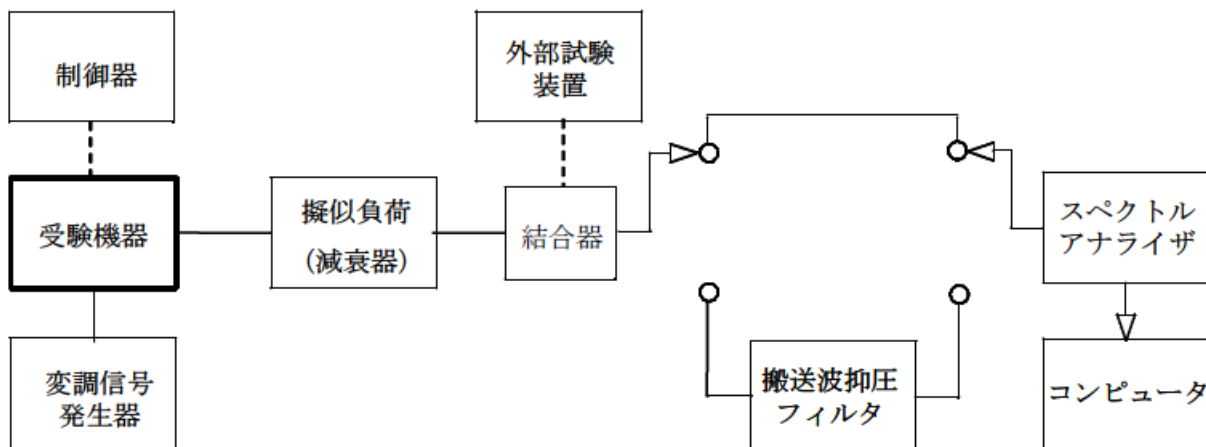 制御器
外部試験
装置
受験機器
擬似負荷
(減衰器)
結合器
スペクトル
アナライザ
変調信号
発生器
搬送波抑圧
フィルタ
コンピュータ